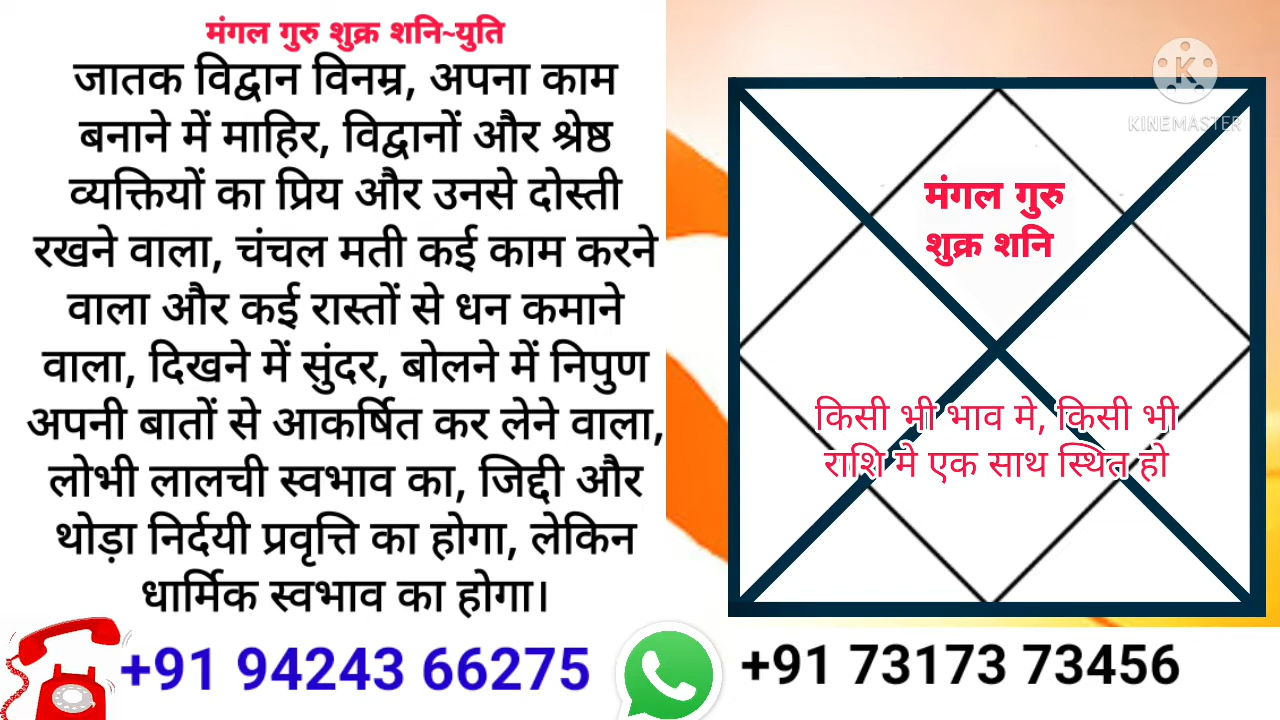 मंगल गुरु शुक्र शनि~युति
जातक विद्वान विनम्र, अपना काम
बनाने में माहिर, विद्वानों और श्रेष्ठ
व्यक्तियों का प्रिय और उनसे दोस्ती
रखने वाला, चंचल मती कई काम करने
वाला और कई रास्तों से धन कमाने
वाला, दिखने में सुंदर, बोलने में निपुण
अपनी बातों से आकर्षित कर लेने वाला,
लोभी लालची स्वभाव का, जिद्दी और
थोड़ा निर्दयी प्रवृत्ति का होगा, लेकिन
धार्मिक स्वभाव का होगा।
+91 94243 66275
K
KINEMASTER
मंगल गुरु
शुक्र शनि
किसी भी भाव मे, किसी भी
राशि मे एक साथ स्थित हो
+91 73173 73456